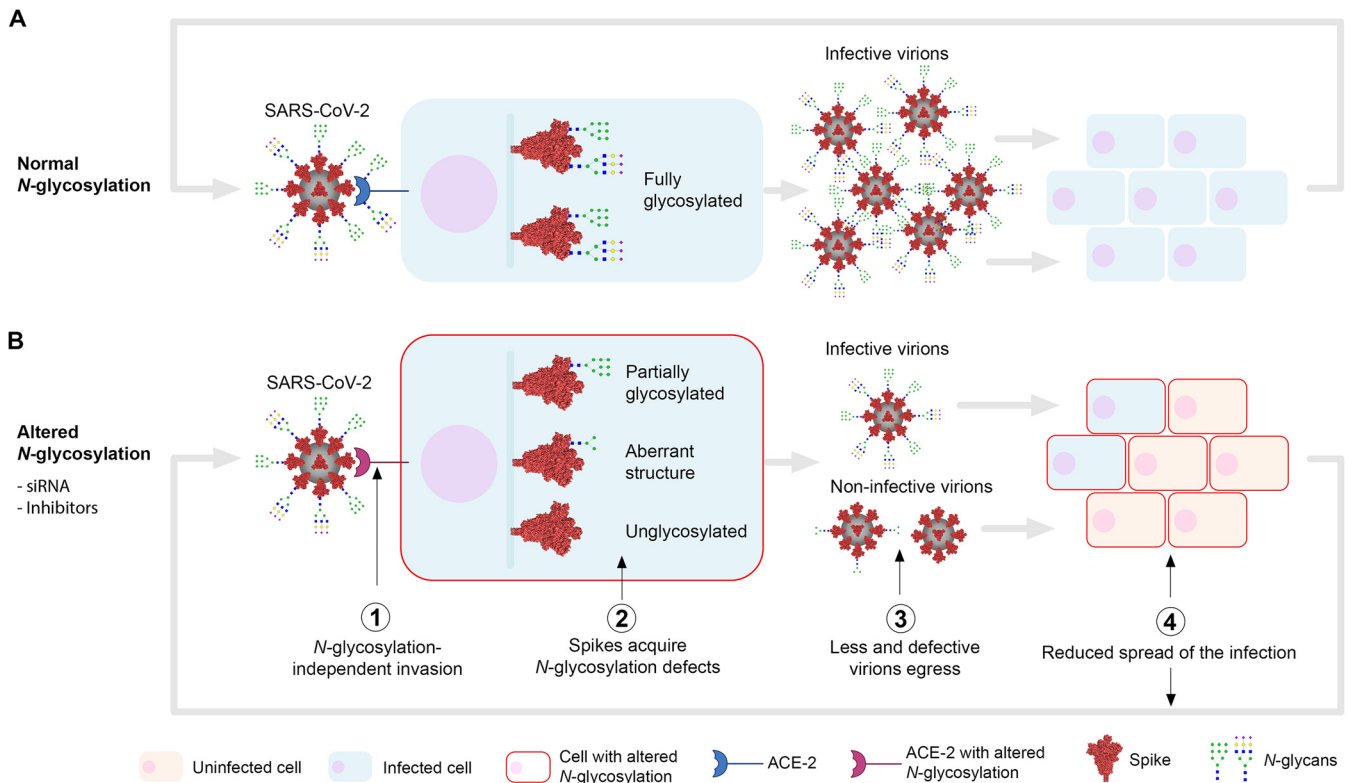 A
Normal
N-glycosylation
SARS-CoV-2
Fully
glycosylated
Infective virions
B
Altered
N-glycosylation
- siRNA
- Inhibitors
SARS-CoV-2
Partially
glycosylated
Aberrant
structure
Unglycosylated
Infective virions
Non-infective virions
1
N-glycosylation-
independent invasion
2
Spikes acquire
N-glycosylation defects
3
Less and defective
virions egress
4
Reduced spread of the infection
Uninfected cell
Infected cell
Cell with altered
N-glycosylation
ACE-2
ACE-2 with altered
N-glycosylation
Spike
N-glycans